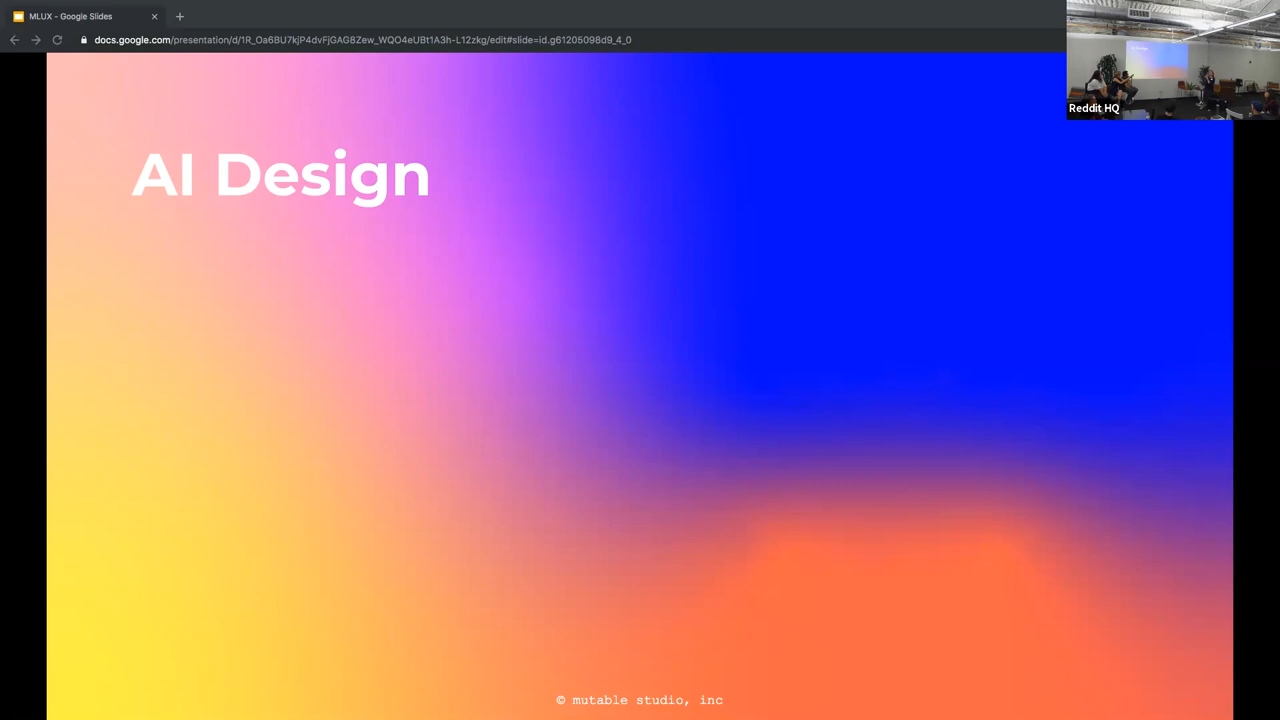 MLUX - Google Slides
docs.google.com/presentation/d/1R_Oa6BU7kjP4dvFjGAG8Zew_WQO4eUBt1A3h-L12zkg/edit#slide=id.g61205098d9_4_0
Reddit HQ
AI Design
© mutable studio, inc